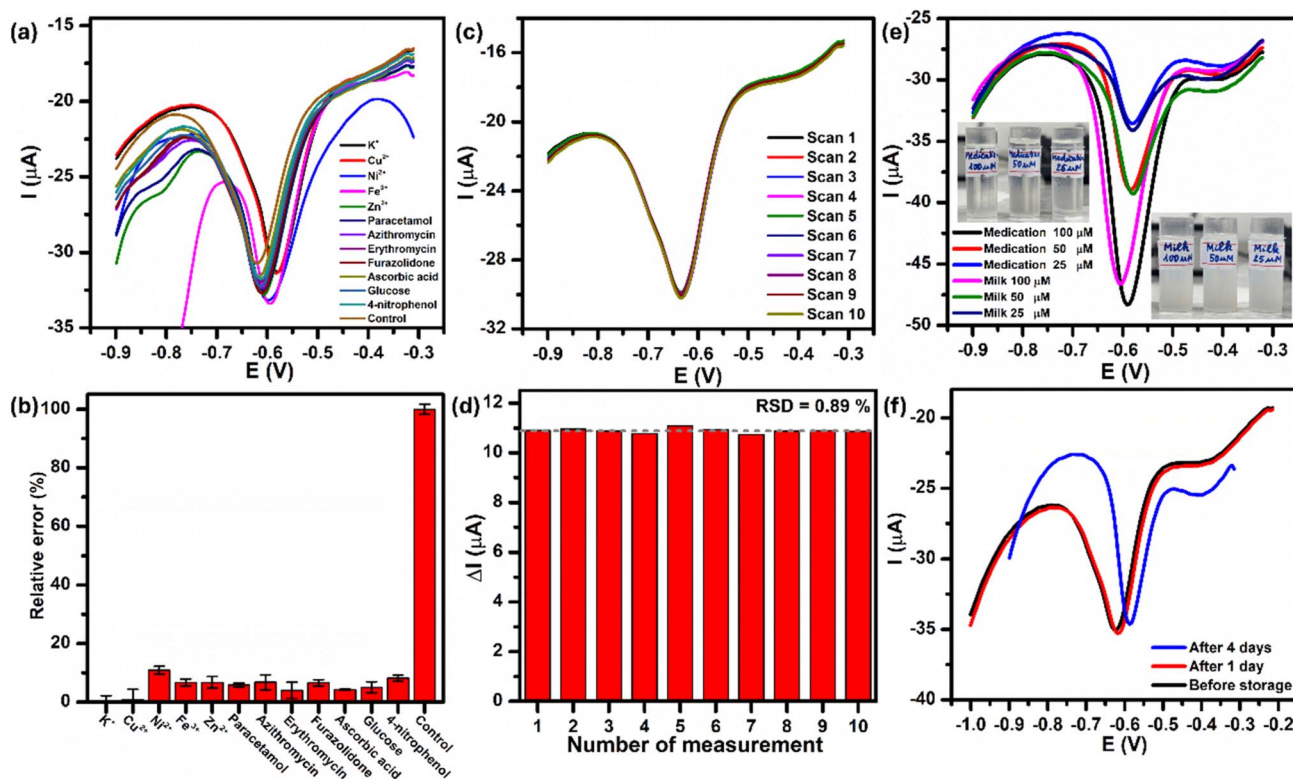 (a)
-15
-20
-25
-30
-35
I (µA)
-0.9 -0.8 -0.7 -0.6 -0.5 -0.4 -0.3
E (V)
K⁺
Cu²⁺
Ni²⁺
Fe³⁺
Zn²⁺
Paracetamol
Azithromycin
Erythromycin
Furazolidone
Ascorbic acid
Glucose
4-nitrophenol
Control
(c)
-16
-20
-24
-28
-32
I (µA)
-0.9 -0.8 -0.7 -0.6 -0.5 -0.4 -0.3
E (V)
Scan 1
Scan 2
Scan 3
Scan 4
Scan 5
Scan 6
Scan 7
Scan 8
Scan 9
Scan 10
(e)
-25
-30
-35
-40
-45
-50
I (µA)
-0.9 -0.8 -0.7 -0.6 -0.5 -0.4 -0.3
E (V)
100µM
50µM
25µM
Medication 100 µM
Medication 50 µM
Medication 25 µM
Milk 100 µM
Milk 50 µM
Milk 25 µM
Milk
100µM
Milk
50µM
Milk
25µM
(b)
100
80
60
40
20
0
Relative error (%)
K⁺
Cu²⁺
Ni²⁺
Fe³⁺
Zn²⁺
Paracetamol
Azithromycin
Erythromycin
Furazolidone
Ascorbic acid
Glucose
4-nitrophenol
Control
(d)
RSD = 0.89 %
12
10
8
6
4
2
0
ΔI (µA)
1 2 3 4 5 6 7 8 9 10
Number of measurement
(f)
-20
-25
-30
-35
-40
I (µA)
-1.0 -0.9 -0.8 -0.7 -0.6 -0.5 -0.4 -0.3 -0.2
E (V)
After 4 days
After 1 day
Before storage